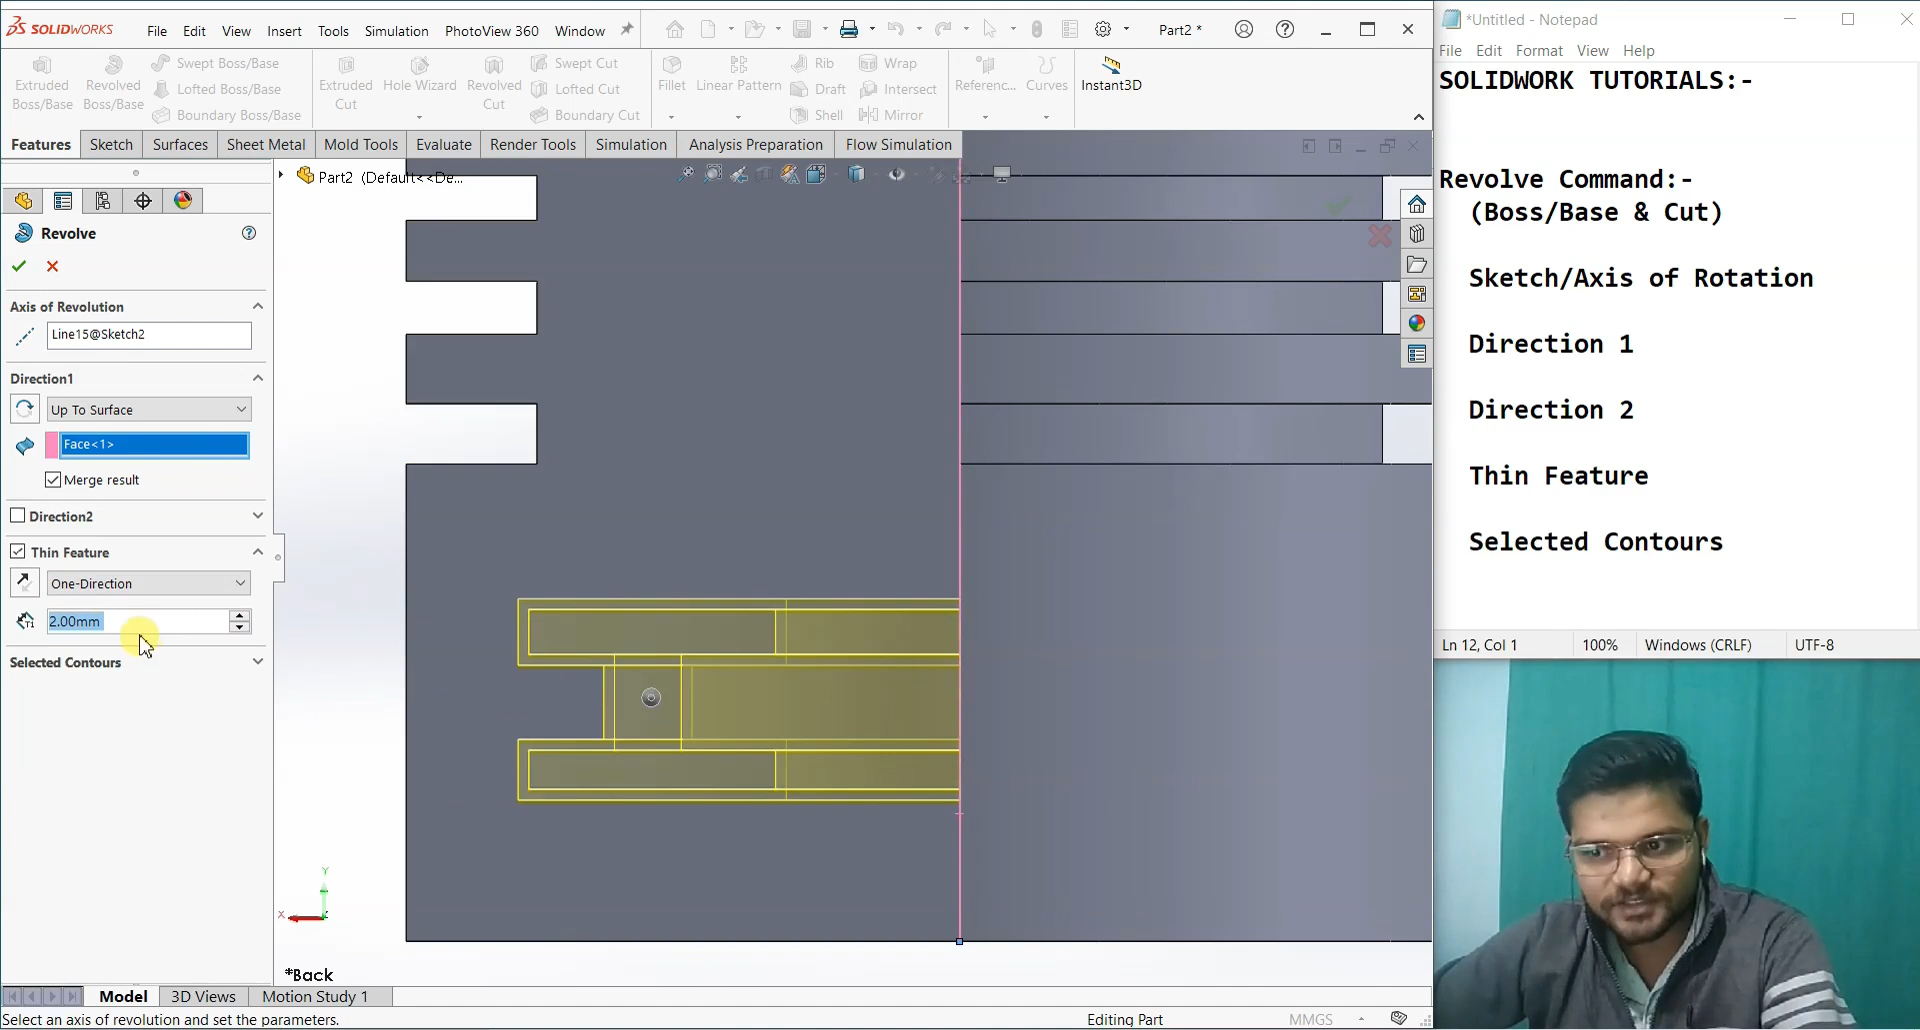 SOLIDWORKS File Edit View Insert Tools Simulation PhotoView 360 Window Part2 *
Extruded Boss/Base
Revolved Boss/Base
Swept Boss/Base
Lofted Boss/Base
Boundary Boss/Base
Extruded Cut
Hole Wizard
Revolved Cut
Swept Cut
Lofted Cut
Boundary Cut
Fillet
Linear Pattern
Rib
Draft
Shell
Wrap
Intersect
Mirror
Referenc...
Curves
Instant3D
Features Sketch Surfaces Sheet Metal Mold Tools Evaluate Render Tools Simulation Analysis Preparation Flow Simulation
Part2 (Default<<De...
Revolve
Axis of Revolution
Line15@Sketch2
Direction1
Up To Surface
Face<1>
Merge result
Direction2
Thin Feature
One-Direction
T1
2.00mm
Selected Contours
Y
X
*Back
Model 3D Views Motion Study 1
Select an axis of revolution and set the parameters. Editing Part MMGS
*Untitled - Notepad
File Edit Format View Help
SOLIDWORK TUTORIALS:-
Revolve Command:-
(Boss/Base & Cut)
Sketch/Axis of Rotation
Direction 1
Direction 2
Thin Feature
Selected Contours
Ln 12, Col 1 100% Windows (CRLF) UTF-8